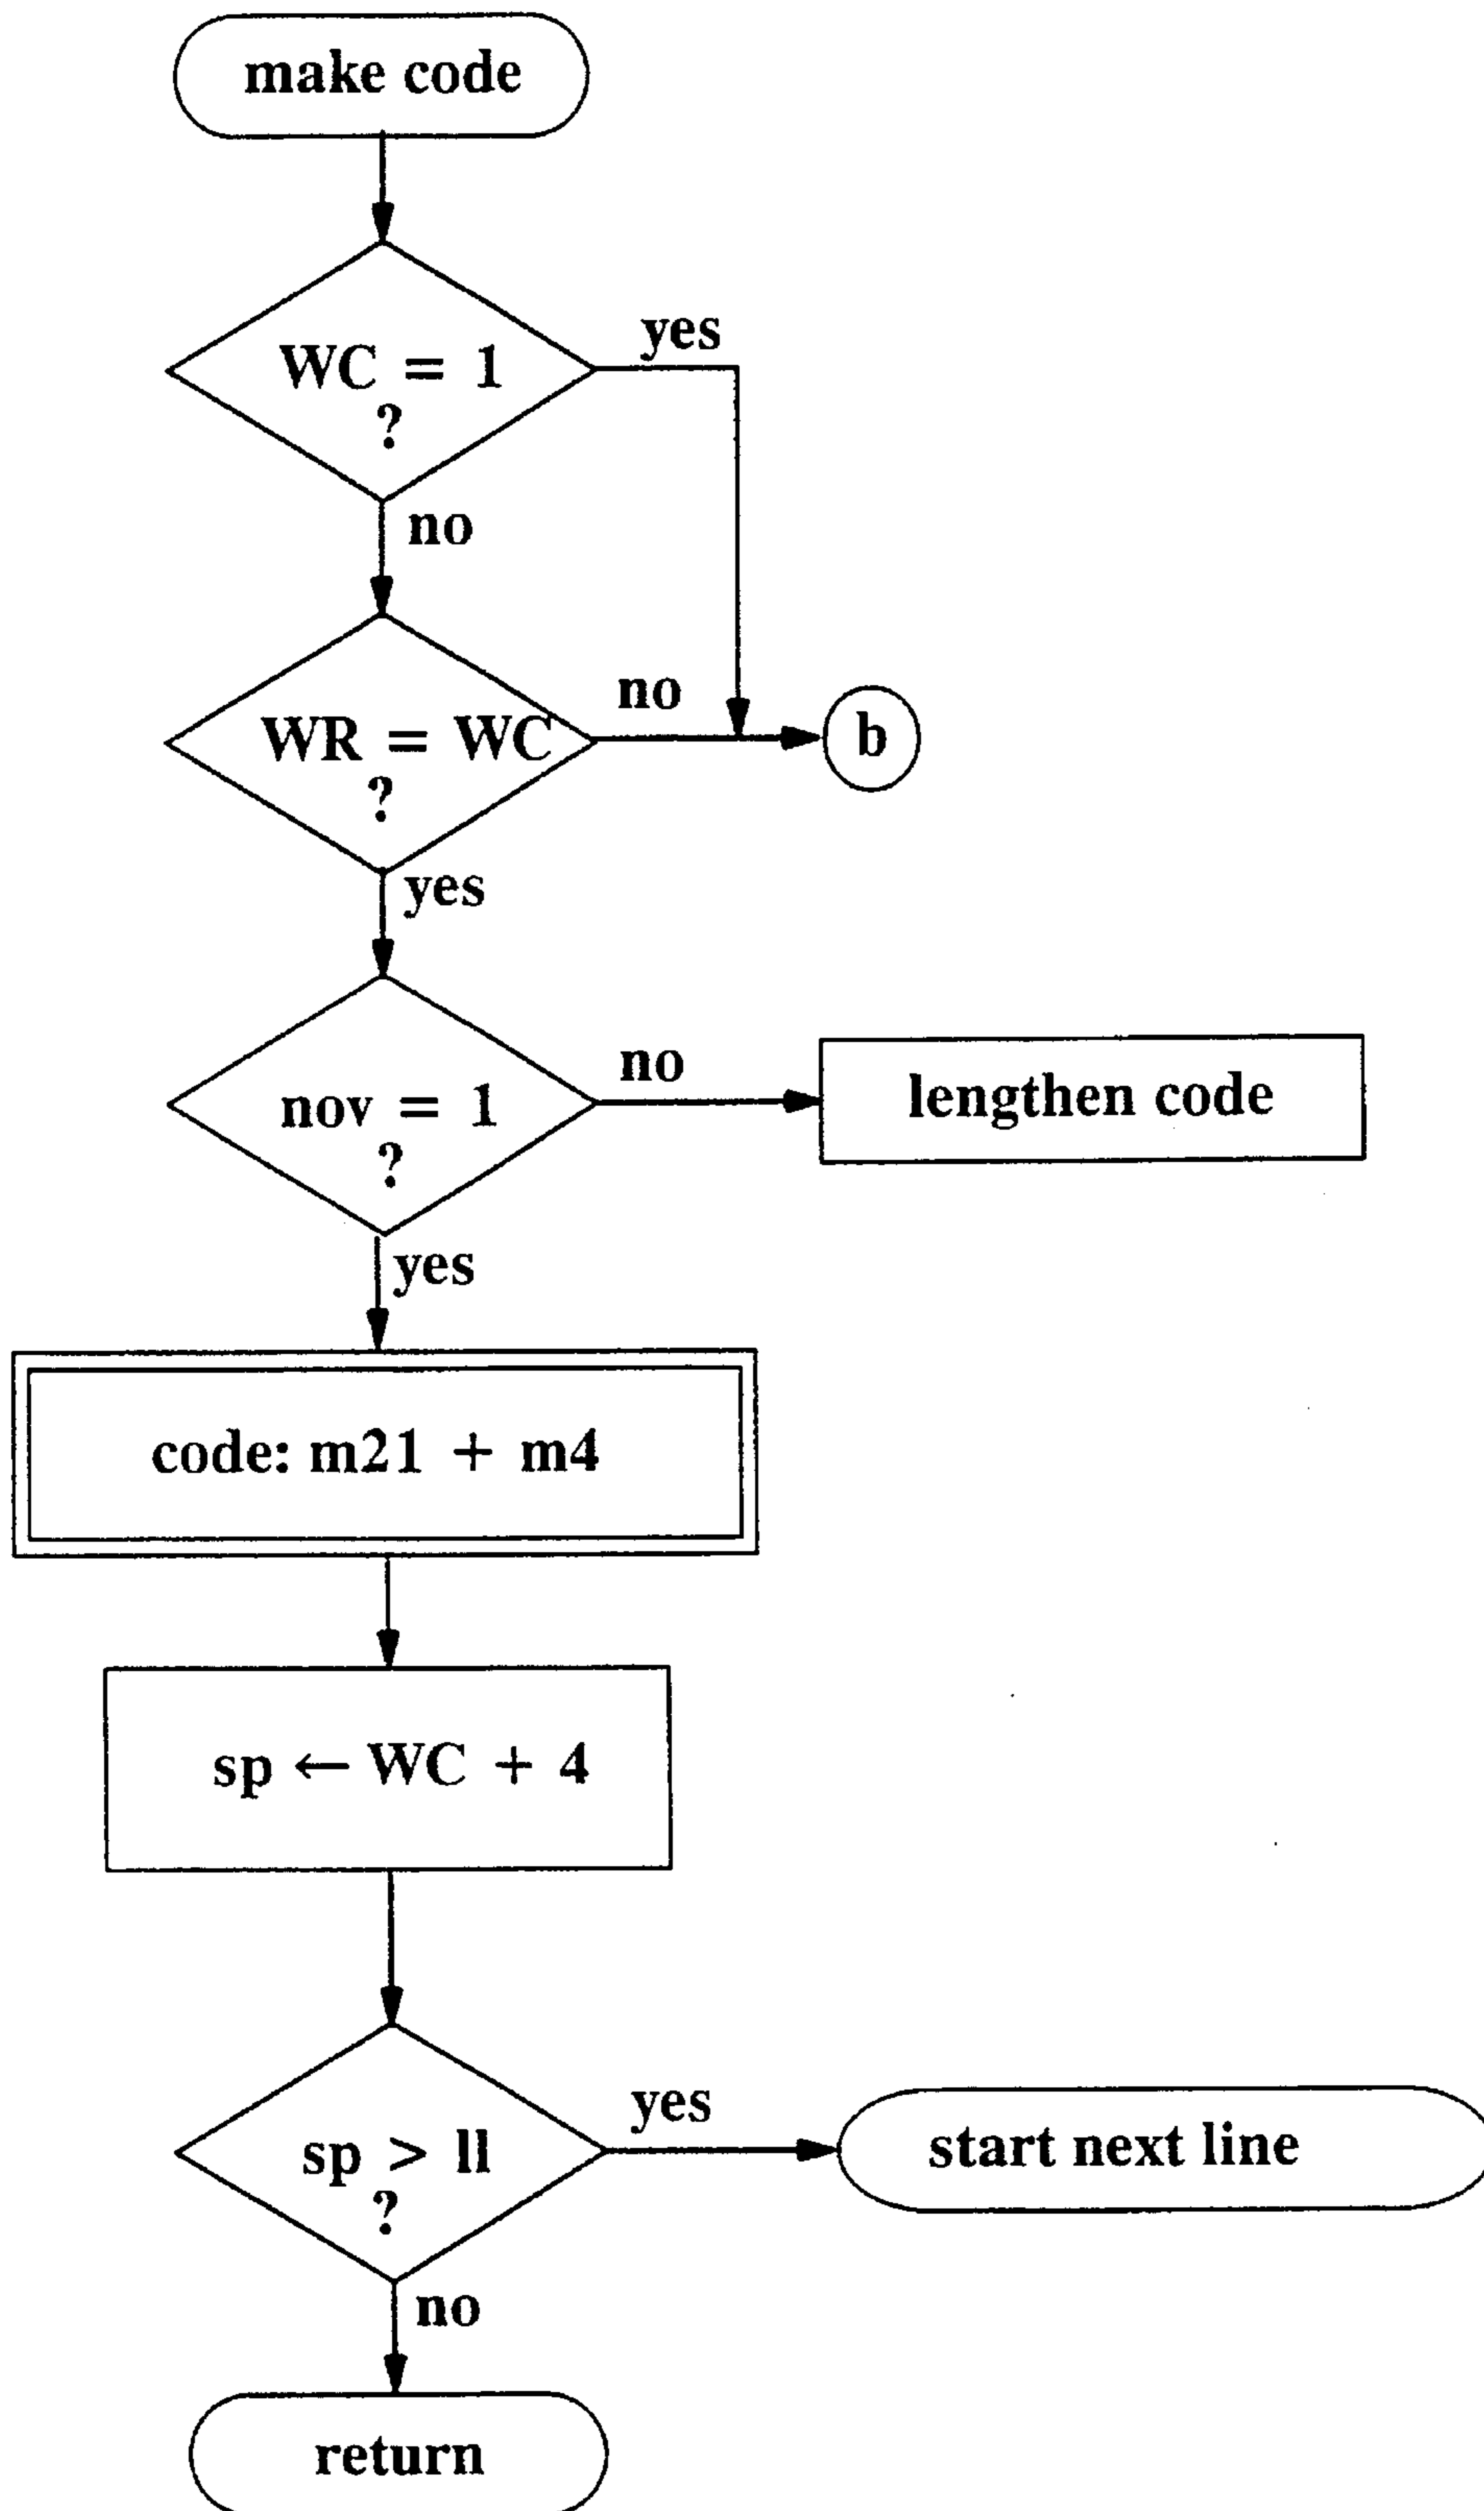 make code
WC = 1
?
yes
no
WR = WC
?
no
b
yes
nov = 1
?
no
lengthen code
yes
code: m21 + m4
sp ← WC + 4
sp > ll
?
yes
start next line
no
return